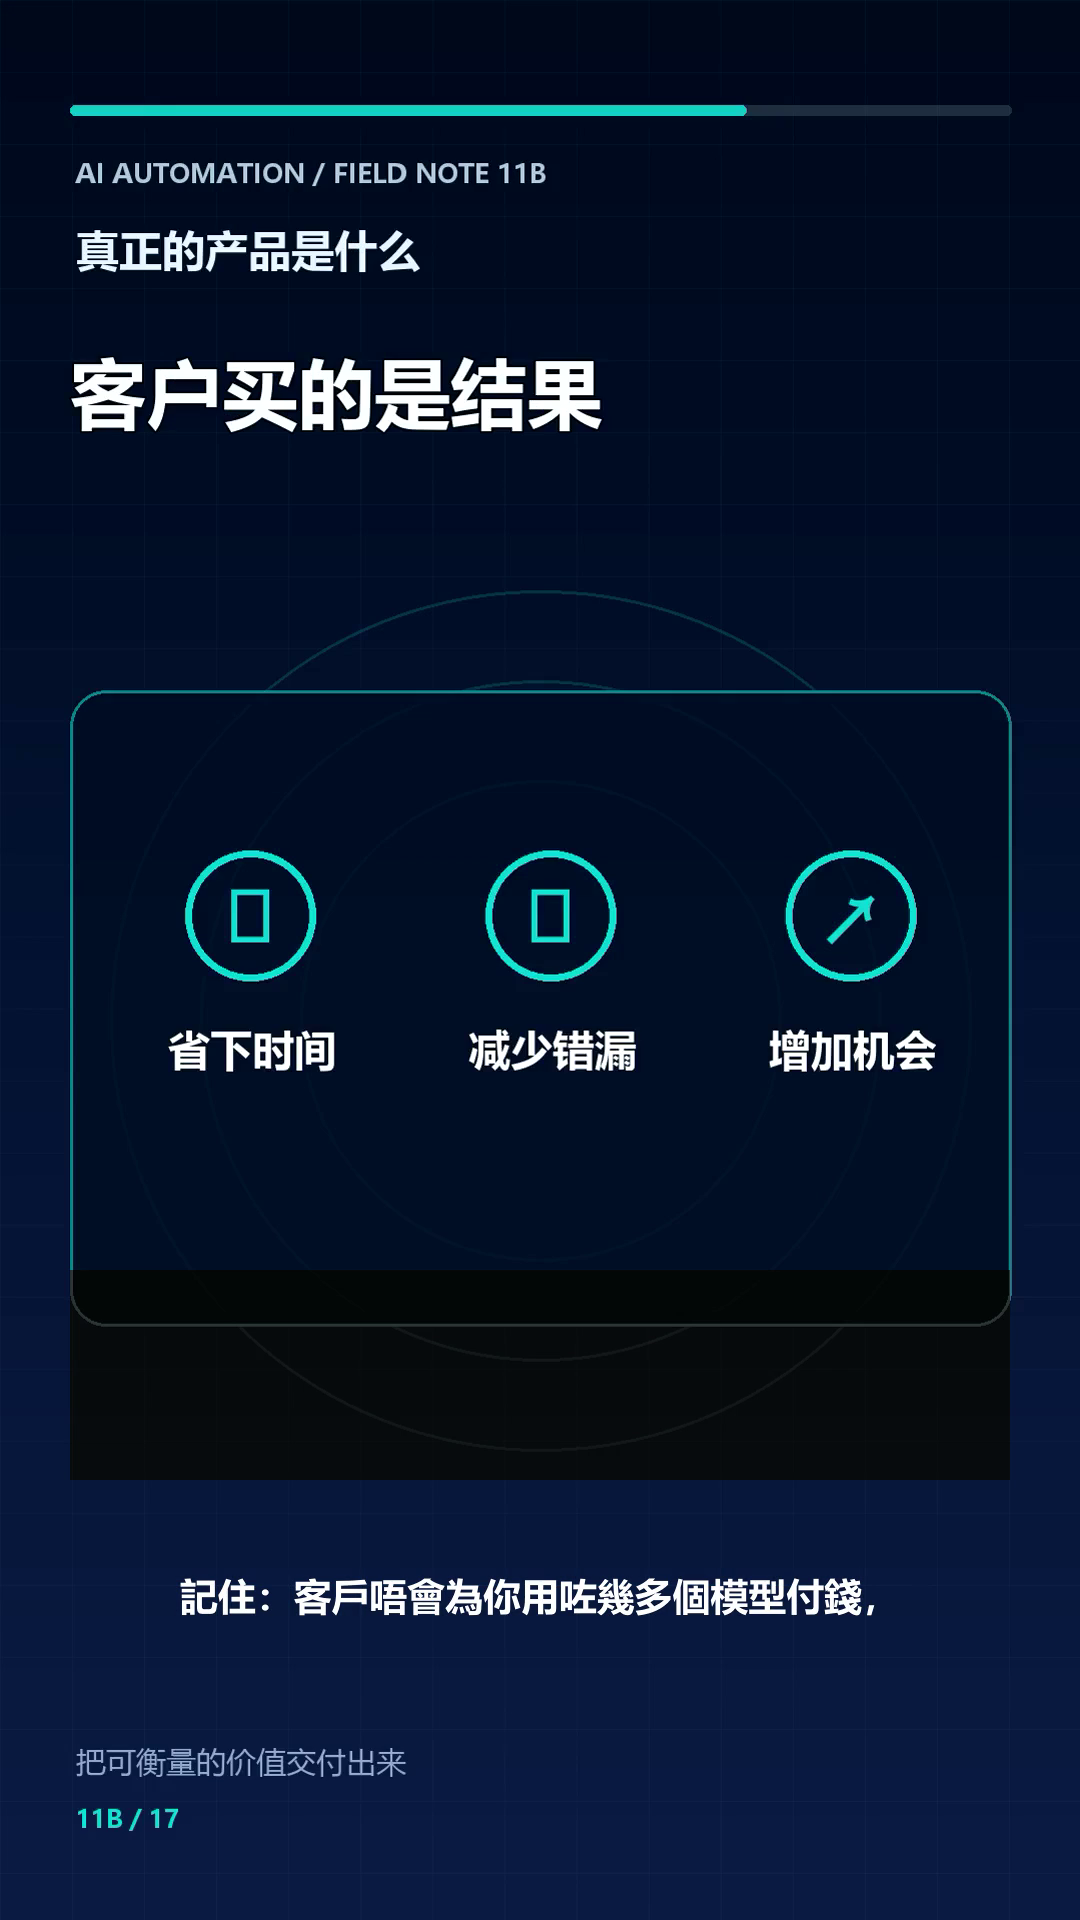 AI AUTOMATION / FIELD NOTE 11B
真正的产品是什么
客户买的是结果
省下时间
减少错漏
增加机会
記住：客戶唔會為你用咗幾多個模型付錢，
把可衡量的价值交付出来
11B / 17